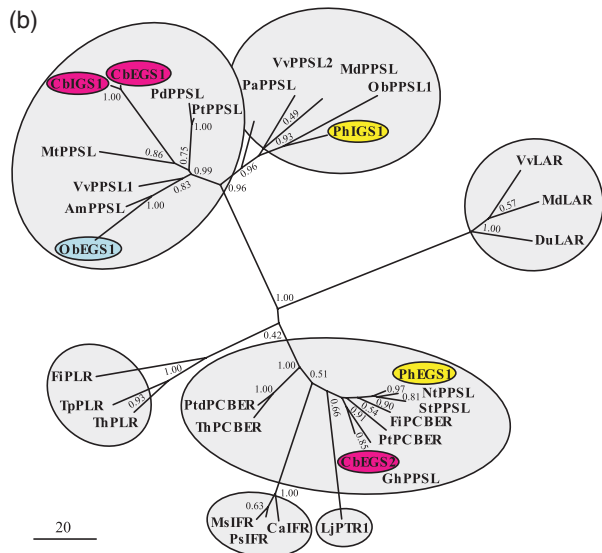 (b)
CbIGS1
CbEGS1
1.00
PdPPSL
PtPPSL
1.00
MtPPSL
0.86
0.75
0.99
VvPPSL1
0.83
AmPPSL
1.00
ObEGS1
0.96
PaPPSL
VvPPSL2
MdPPSL
ObPPSL1
0.49
0.93
PhIGS1
0.96
VvLAR
MdLAR
0.57
1.00
DuLAR
1.00
0.42
FiPLR
1.00
TpPLR
0.93
ThPLR
1.00
0.51
PtdPCBER
1.00
ThPCBER
PhEGS1
0.97
NtPPSL
0.81
StPPSL
0.90
0.54
FiPCBER
0.91
PtPCBER
0.66
0.85
CbEGS2
GhPPSL
1.00
0.63
MsIFR
PsIFR
CaIFR
LjPTR1
20